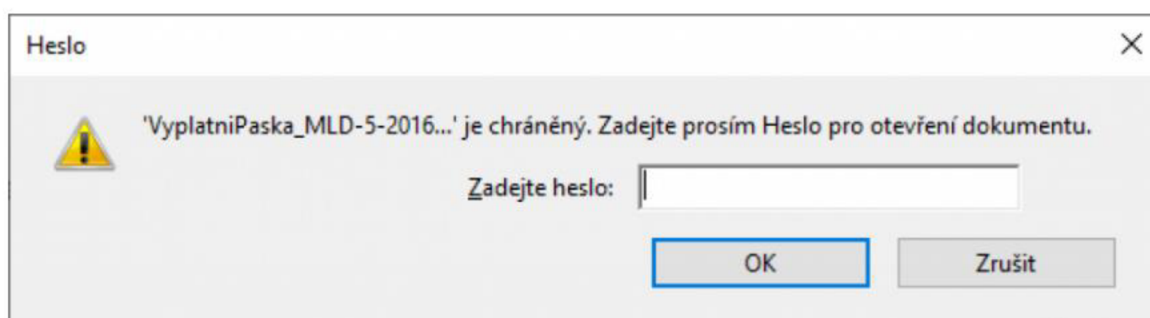 Heslo
'VyplatniPaska_MLD-5-2016...' je chráněný. Zadejte prosím Heslo pro otevření dokumentu.
Zadejte heslo:
OK
Zrušit